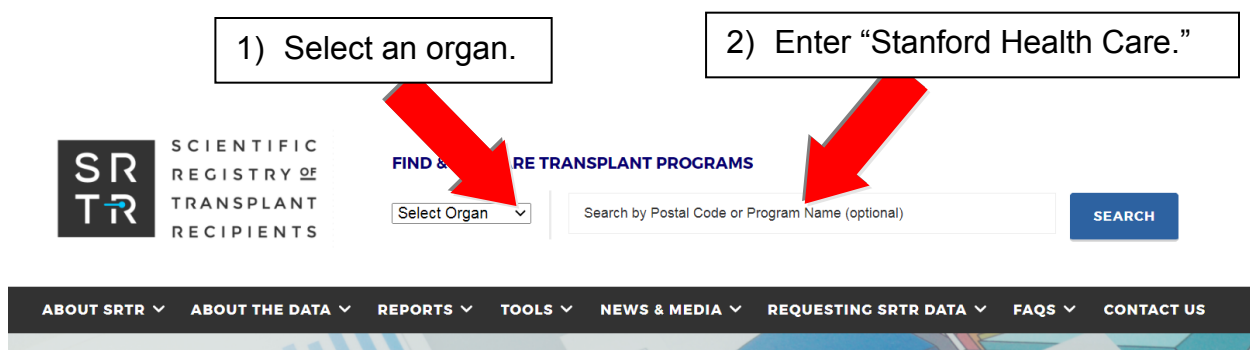 1) Select an organ.
2) Enter “Stanford Health Care.”
SRTR
SCIENTIFIC
REGISTRY OF
TRANSPLANT
RECIPIENTS
FIND & TRANSPLANT PROGRAMS
Select Organ
Search by Postal Code or Program Name (optional)
SEARCH
ABOUT SRTR ABOUT THE DATA REPORTS TOOLS NEWS & MEDIA REQUESTING SRTR DATA FAQS CONTACT US